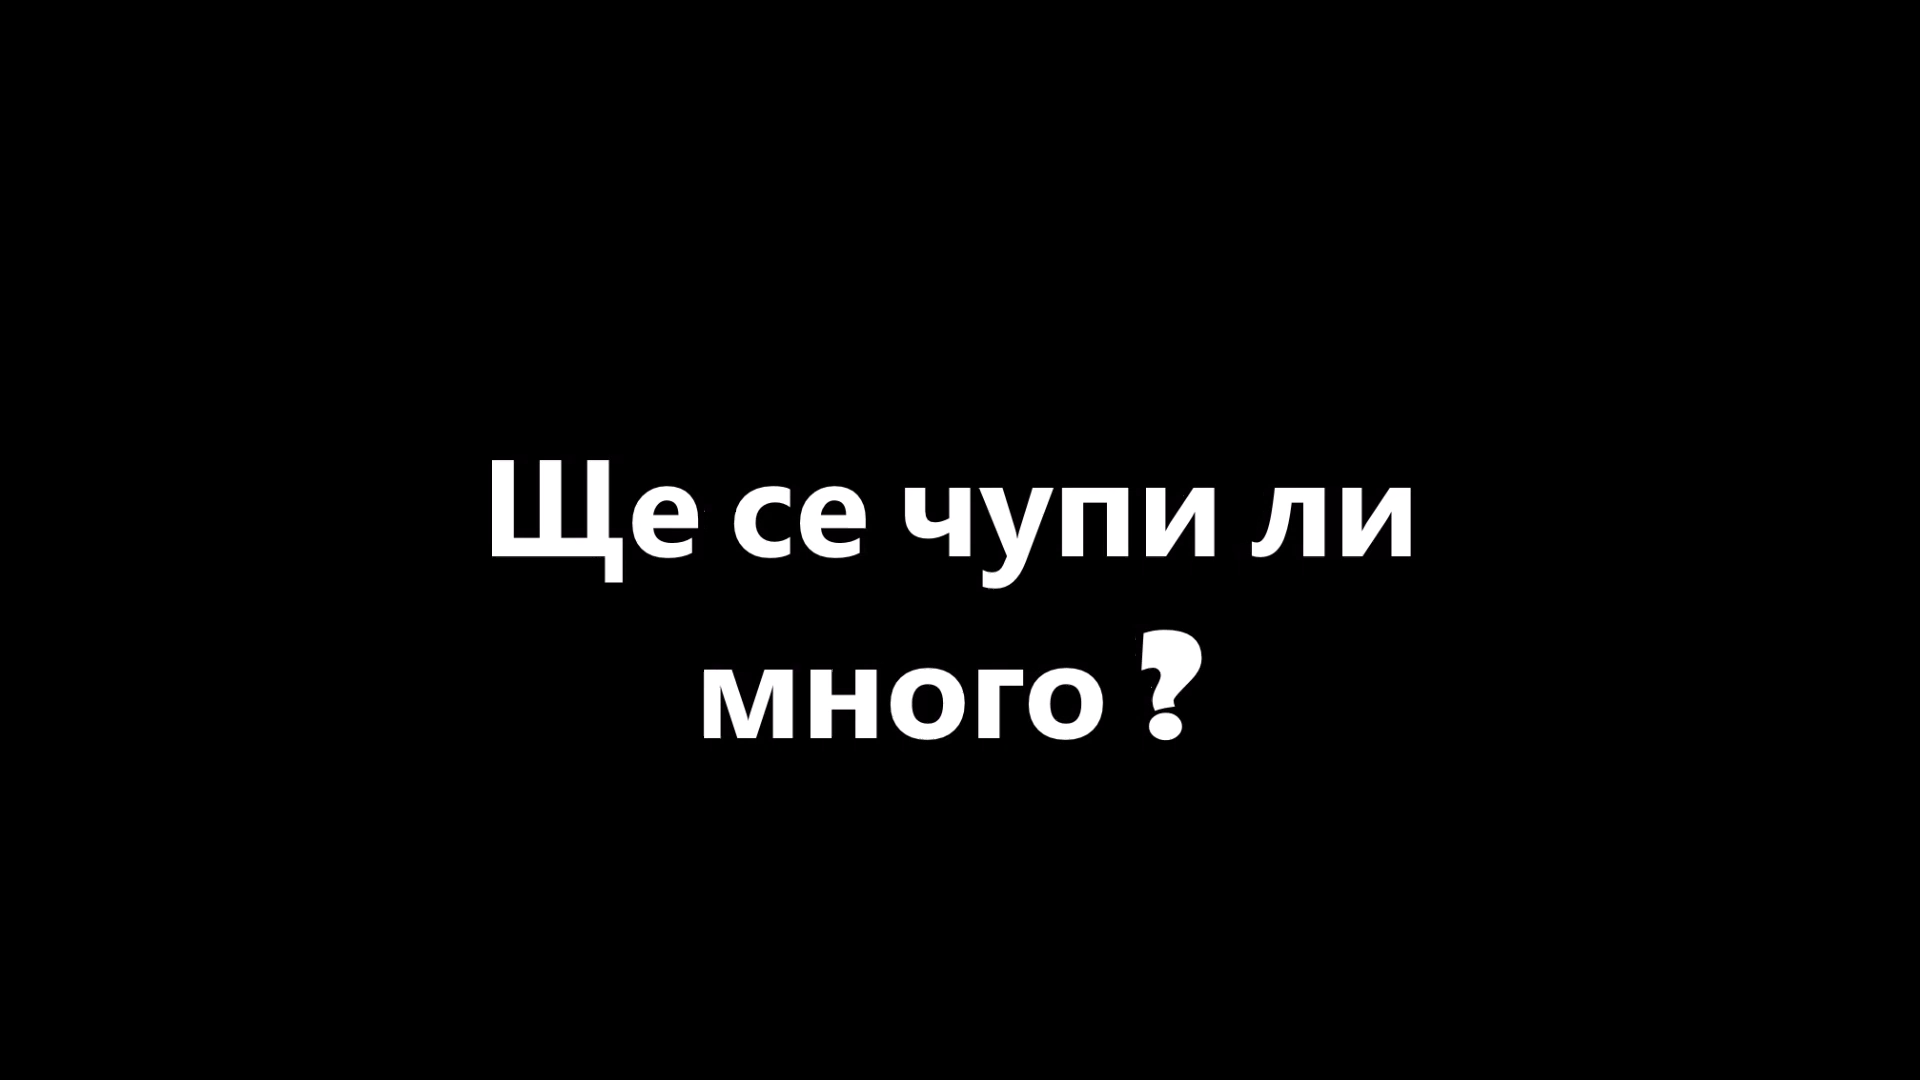 Ще се чупи ли
много ?